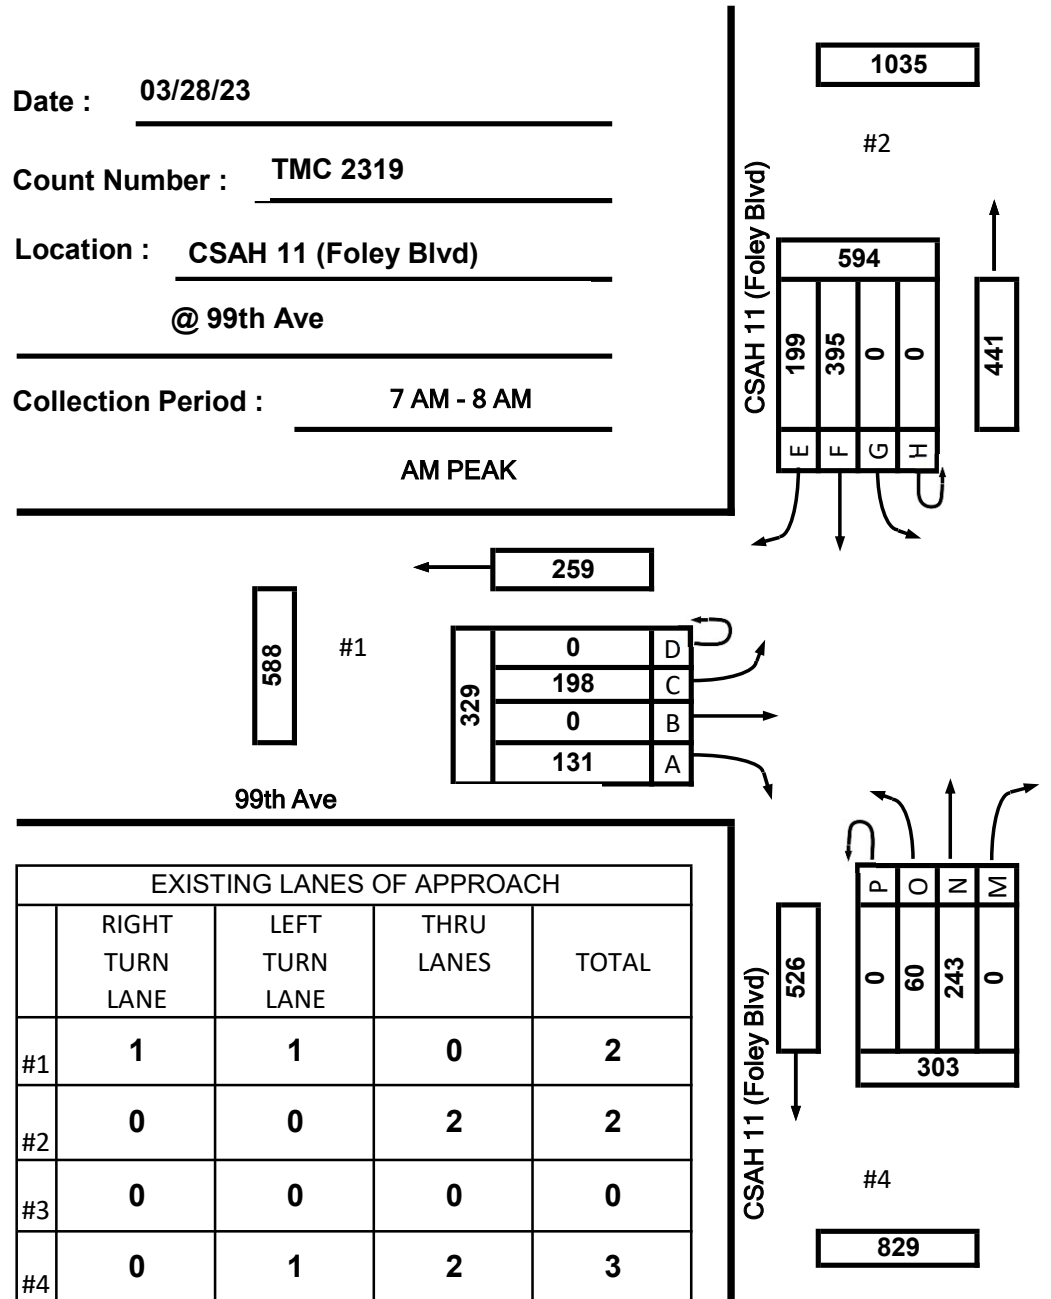 Date : 03/28/23
Count Number : TMC 2319
Location : CSAH 11 (Foley Blvd)
@ 99th Ave
Collection Period : 7 AM - 8 AM
AM PEAK
1035
#2
CSAH 11 (Foley Blvd)
594
199 395 0 0
E F G H
441
259
588
#1
329
0 D
198 C
0 B
131 A
99th Ave
EXISTING LANES OF APPROACH
RIGHT TURN LANE LEFT TURN LANE THRU LANES TOTAL
#1 1 1 0 2
#2 0 0 2 2
#3 0 0 0 0
#4 0 1 2 3
CSAH 11 (Foley Blvd)
526
P O N M
0 60 243 0
303
#4
829